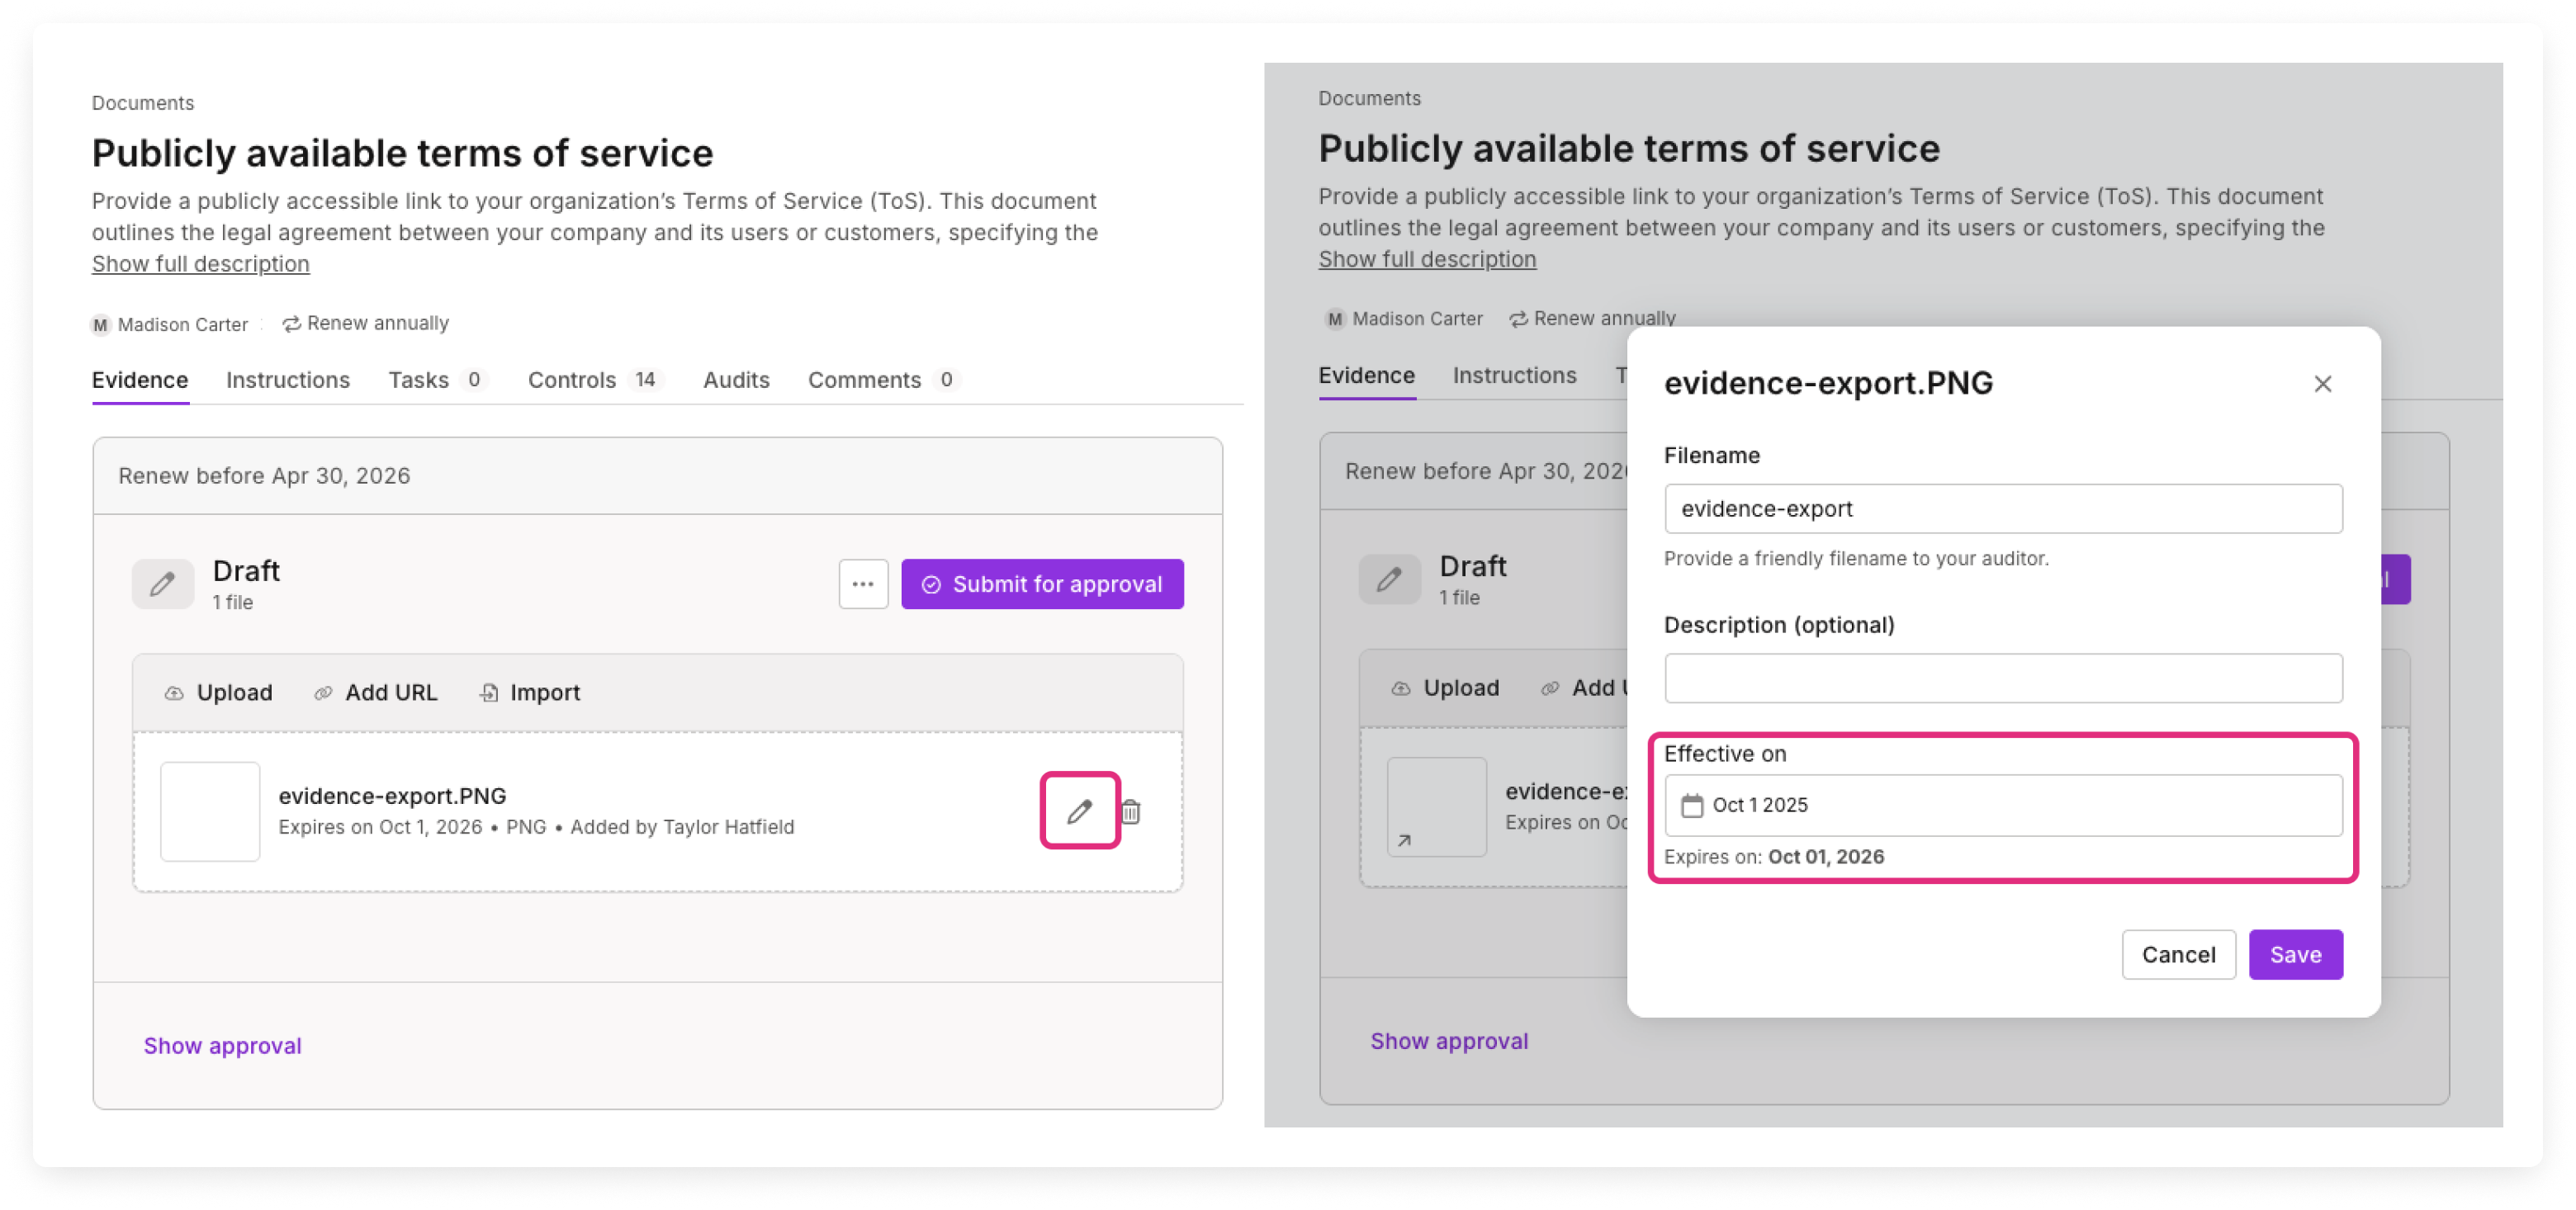 Documents
Publicly available terms of service
Provide a publicly accessible link to your organization’s Terms of Service (ToS). This document
outlines the legal agreement between your company and its users or customers, specifying the
Show full description
M Madison Carter Renew annually
Evidence Instructions Tasks 0 Controls 14 Audits Comments 0
Renew before Apr 30, 2026
Draft
1 file
... Submit for approval
Upload Add URL Import
evidence-export.PNG
Expires on Oct 1, 2026 • PNG • Added by Taylor Hatfield
Show approval
Documents
Publicly available terms of service
Provide a publicly accessible link to your organization’s Terms of Service (ToS). This document
outlines the legal agreement between your company and its users or customers, specifying the
Show full description
M Madison Carter Renew annually
Evidence Instructions T
Renew before Apr 30, 202
Draft
1 file
Upload Add
evidence-e
Expires on O
Show approval
evidence-export.PNG
Filename
evidence-export
Provide a friendly filename to your auditor.
Description (optional)
Effective on
Oct 1 2025
Expires on: Oct 01, 2026
Cancel Save